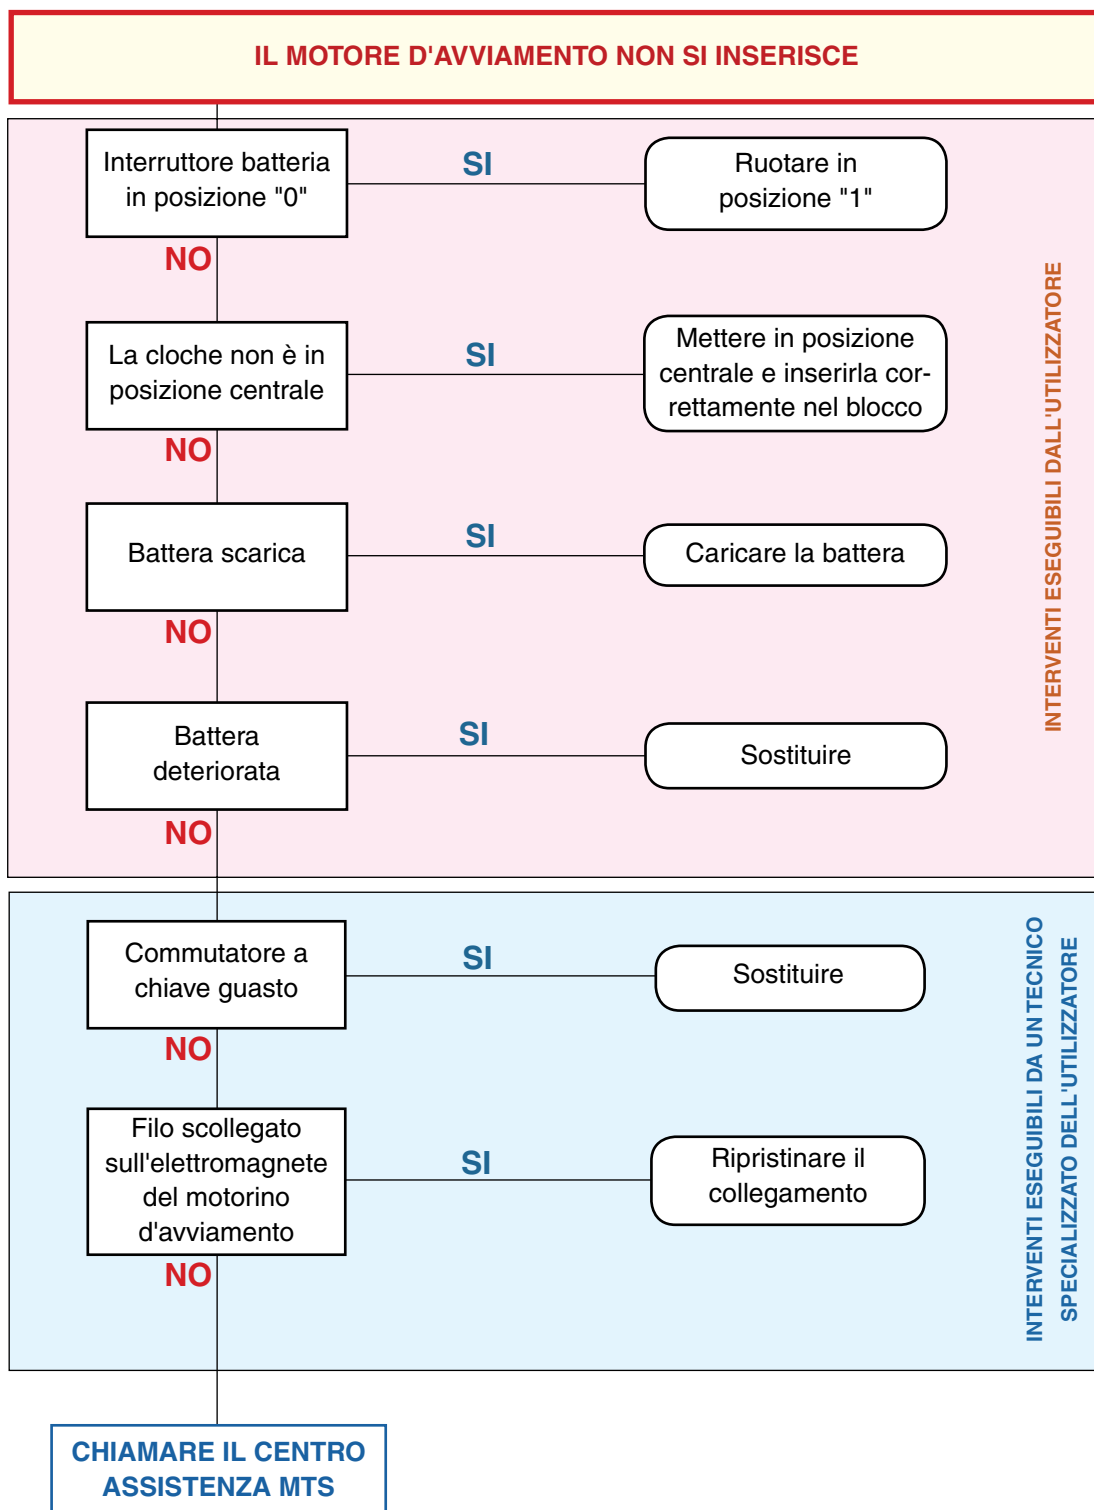 IL MOTORE D'AVVIAMENTO NON SI INSERISCE
Interruttore batteria
in posizione "0"
SI
Ruotare in
posizione "1"
NO
La cloche non è in
posizione centrale
SI
Mettere in posizione
centrale e inserirla cor-
rettamente nel blocco
NO
Battera scarica
SI
Caricare la battera
NO
Battera
deteriorata
SI
Sostituire
NO
INTERVENTI ESEGUIBILI DALL'UTILIZZATORE
Commutatore a
chiave guasto
SI
Sostituire
NO
Filo scollegato
sull'elettromagnete
del motorino
d'avviamento
SI
Ripristinare il
collegamento
NO
INTERVENTI ESEGUIBILI DA UN TECNICO
SPECIALIZZATO DELL'UTILIZZATORE
CHIAMARE IL CENTRO
ASSISTENZA MTS